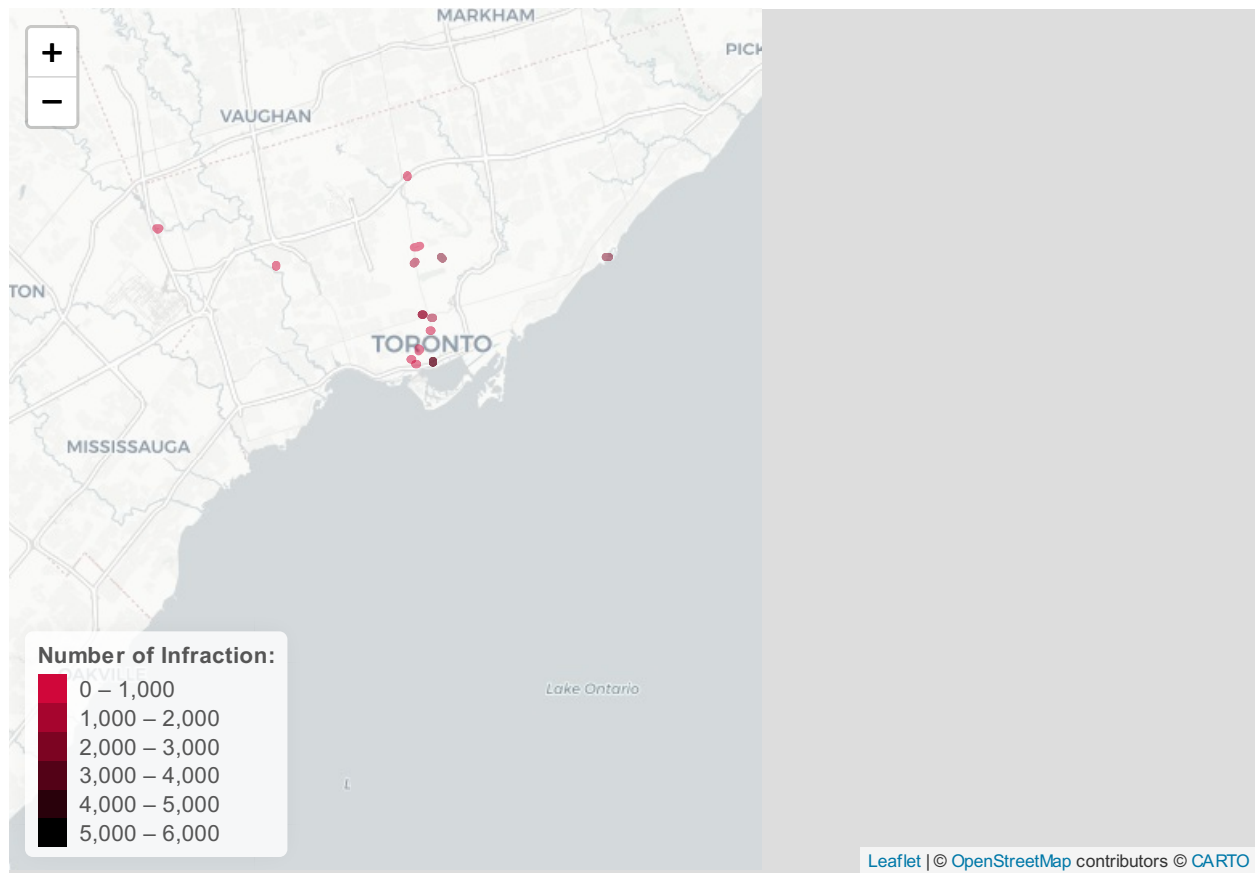 MARKHAM
+
PICK
−
VAUGHAN
TON
TORONTO
MISSISSAUGA
Number of Infraction:
OAKVILLE
0 – 1,000
1,000 – 2,000
2,000 – 3,000
3,000 – 4,000
4,000 – 5,000
5,000 – 6,000
Lake Ontario
L
Leaflet | © OpenStreetMap contributors © CARTO